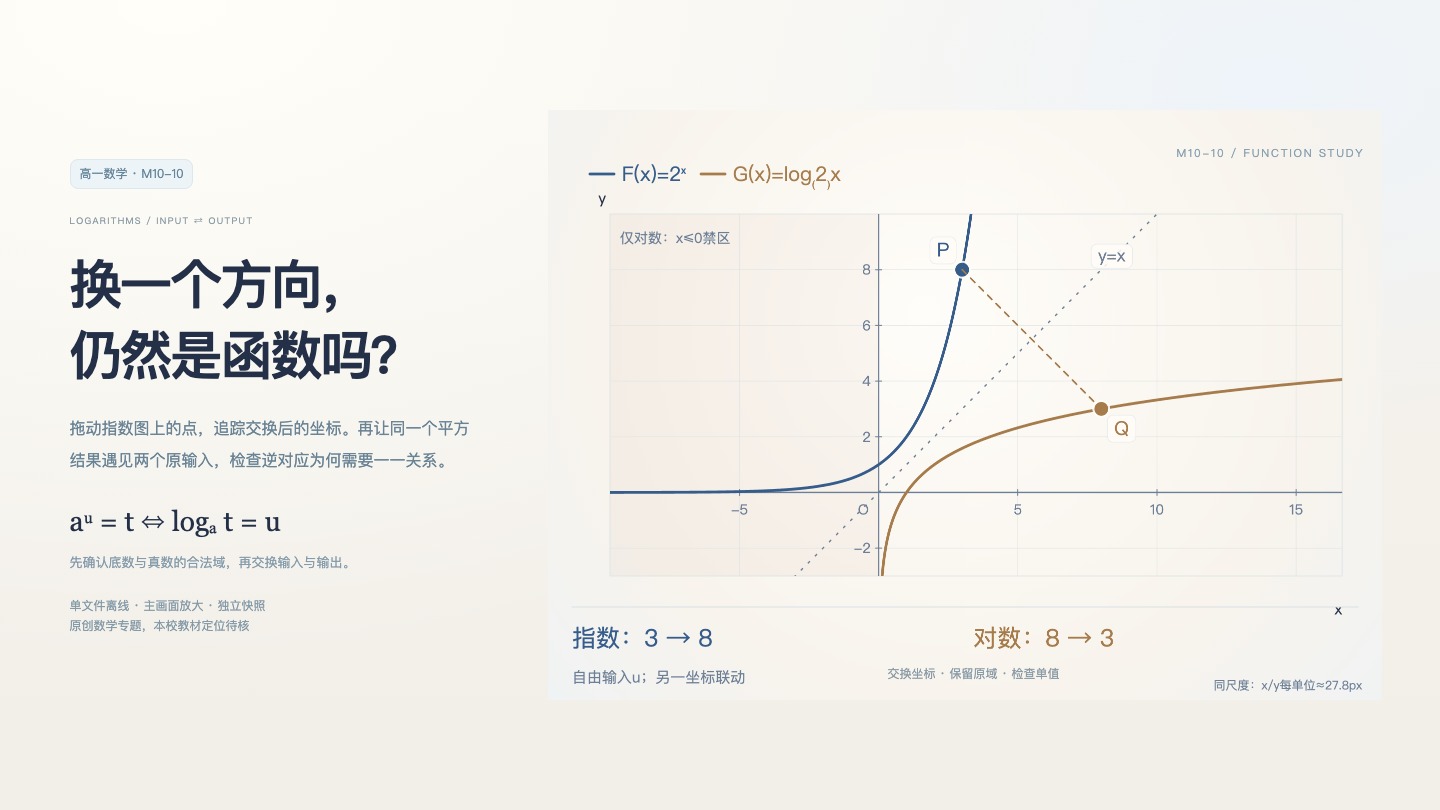 高一数学 · M10-10
LOGARITHMS / INPUT ⇌ OUTPUT
换一个方向，
仍然是函数吗？
拖动指数图上的点，追踪交换后的坐标。再让同一个平方
结果遇见两个原输入，检查逆对应为何需要一一关系。
aᵘ = t ⇔ logₐ t = u
先确认底数与真数的合法域，再交换输入与输出。
单文件离线 · 主画面放大 · 独立快照
原创数学专题，本校教材定位待核
M10-10 / FUNCTION STUDY
F(x)=2ˣ G(x)=log₍2₎x
y
仅对数：x≤0禁区
P
y=x
8
6
4
2
Q
-5 O 5 10 15
-2
x
指数：3 → 8
对数：8 → 3
自由输入u；另一坐标联动
交换坐标 · 保留原域 · 检查单值
同尺度：x/y每单位≈27.8px